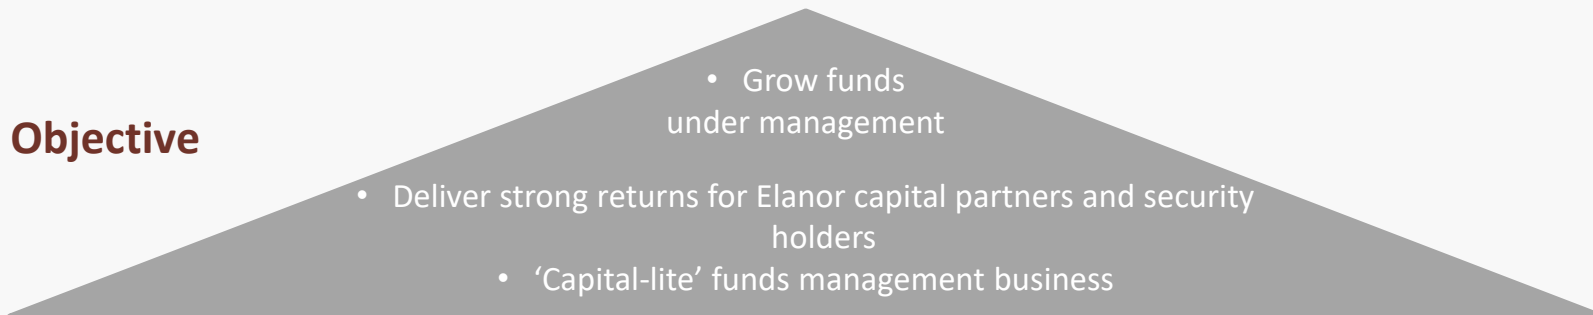 • Grow funds
under management
Objective
• Deliver strong returns for Elanor capital partners and security
holders
• ‘Capital-lite’ funds management business